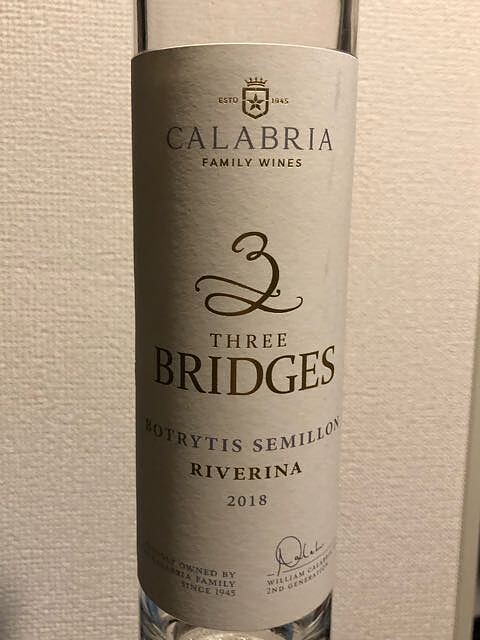 ESTD 1945
CALABRIA
FAMILY WINES
3
THREE
BRIDGES
BOTRYTIS SEMILLON
RIVERINA
2018
OWNED BY
CALABRIA FAMILY
SINCE 1945
WILLIAM CALABRIA
2ND GENERATION